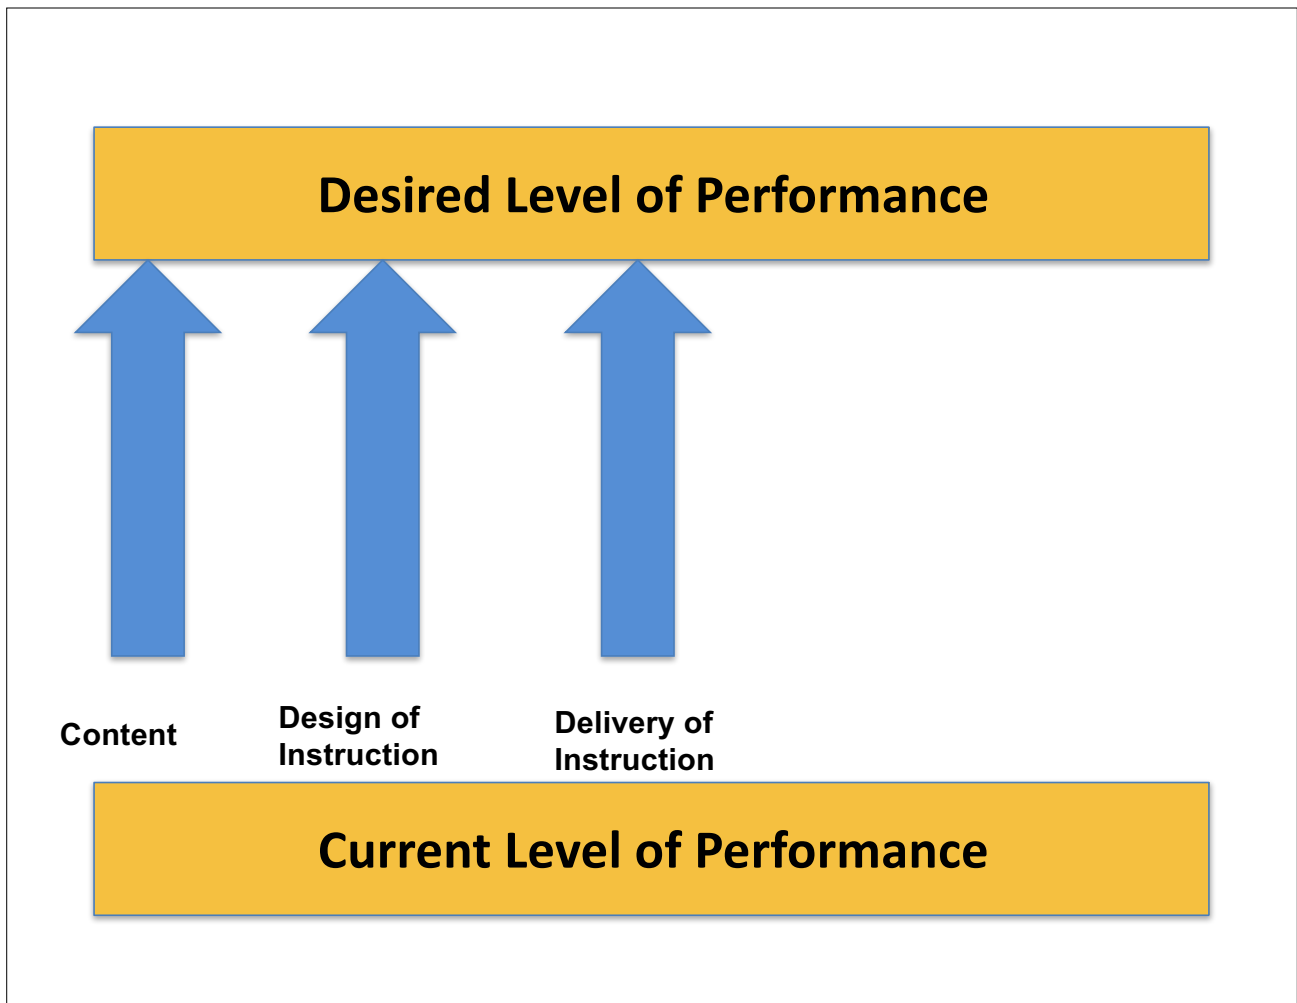 Desired Level of Performance
Content
Design of
Instruction
Delivery of
Instruction
Current Level of Performance